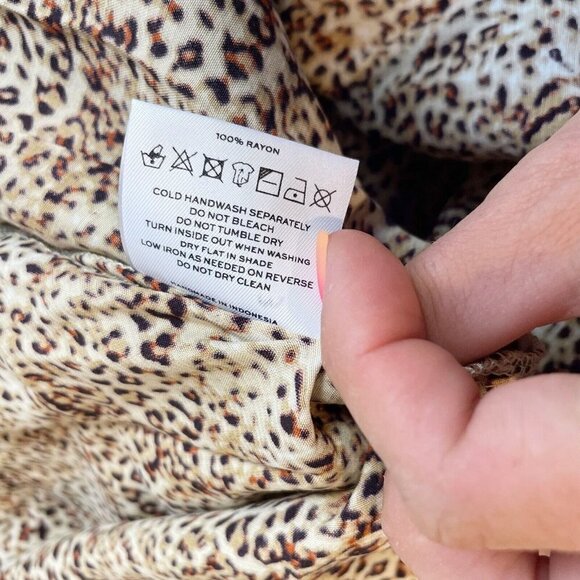 100% RAYON
COLD HANDWASH SEPARATELY
DO NOT BLEACH
DO NOT TUMBLE DRY
TURN INSIDE OUT WHEN WASHING
DRY FLAT IN SHADE
LOW IRON AS NEEDED ON REVERSE
DO NOT DRY CLEAN
HANDMADE IN INDONESIA